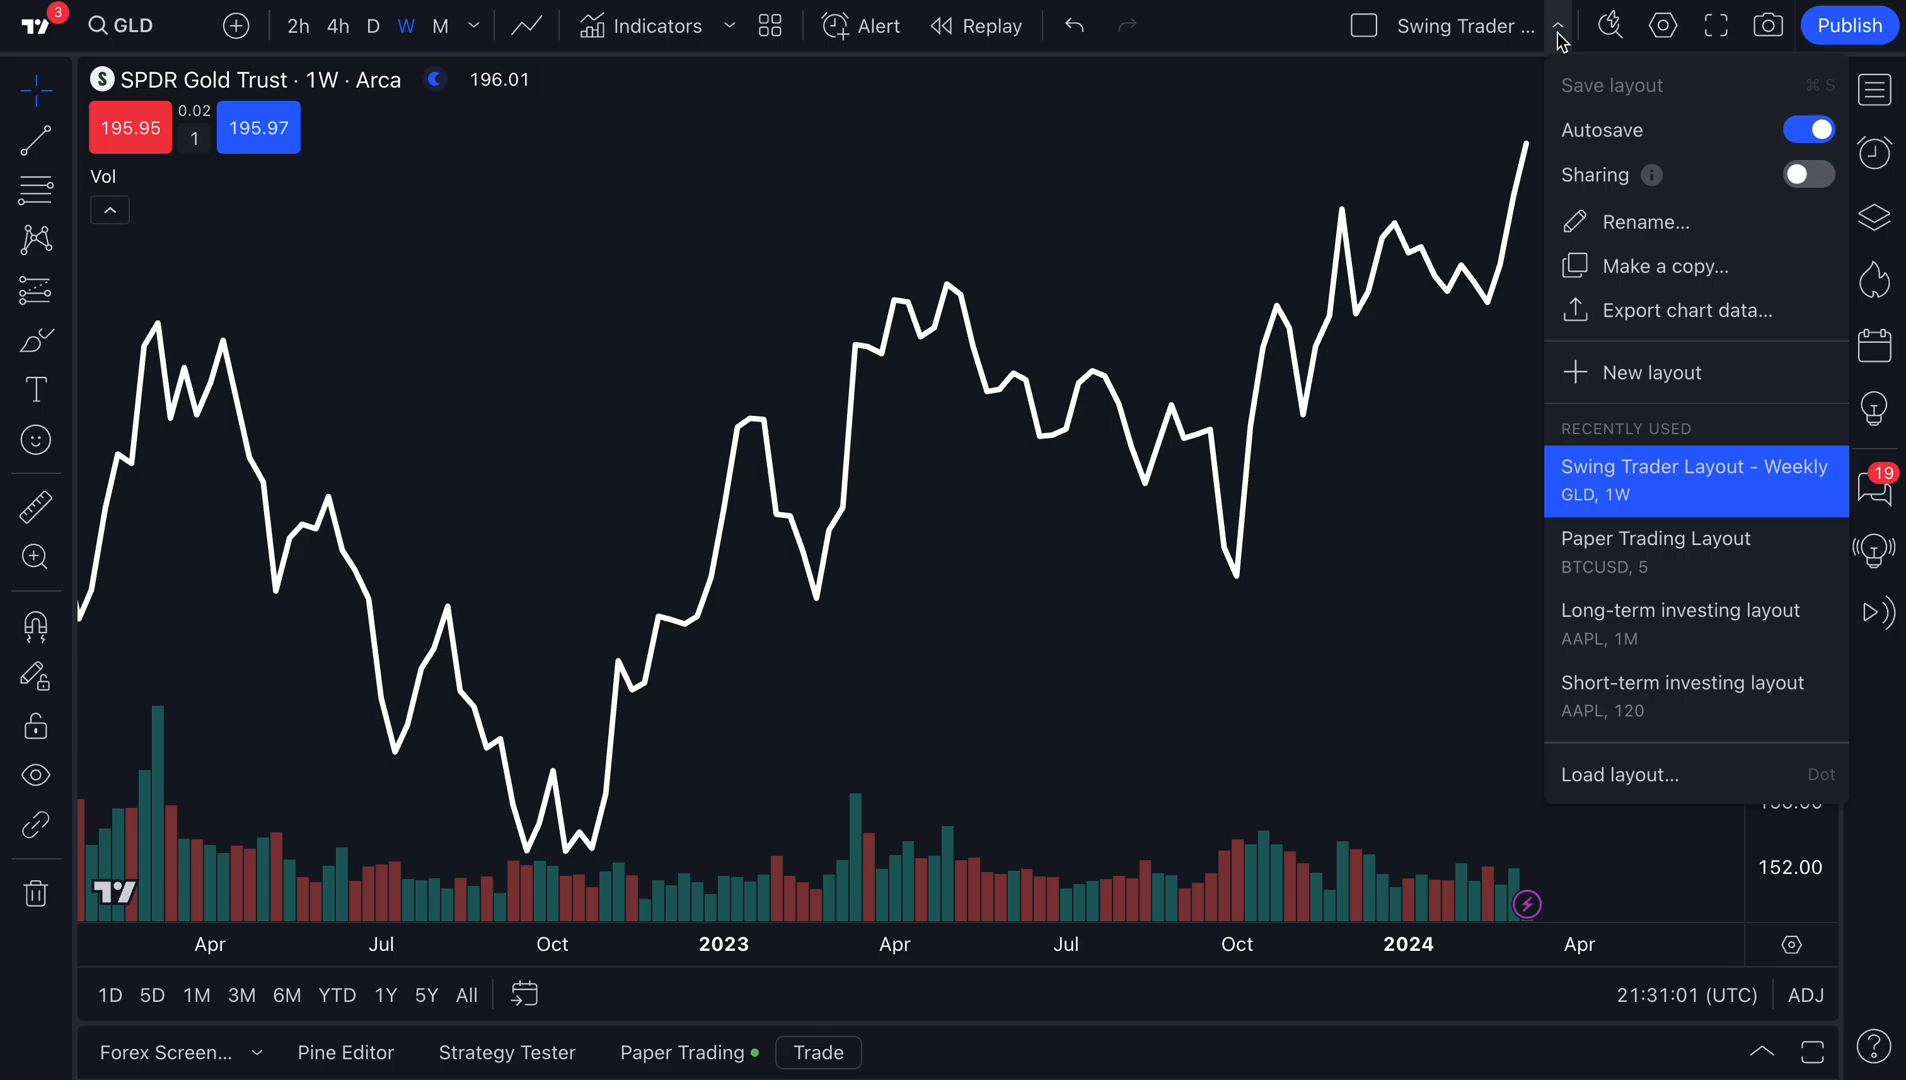 3
GLD
2h 4h D W M
Indicators
Alert
Replay
Swing Trader ...
Publish
SPDR Gold Trust · 1W · Arca 196.01
195.95
0.02
1
195.97
Vol
Save layout ⌘ S
Autosave
Sharing
Rename...
Make a copy...
Export chart data...
New layout
RECENTLY USED
Swing Trader Layout - Weekly
GLD, 1W
Paper Trading Layout
BTCUSD, 5
Long-term investing layout
AAPL, 1M
Short-term investing layout
AAPL, 120
Load layout... Dot
19
152.00
Apr Jul Oct 2023 Apr Jul Oct 2024 Apr
1D 5D 1M 3M 6M YTD 1Y 5Y All
21:31:01 (UTC) ADJ
Forex Screen... Pine Editor Strategy Tester Paper Trading Trade